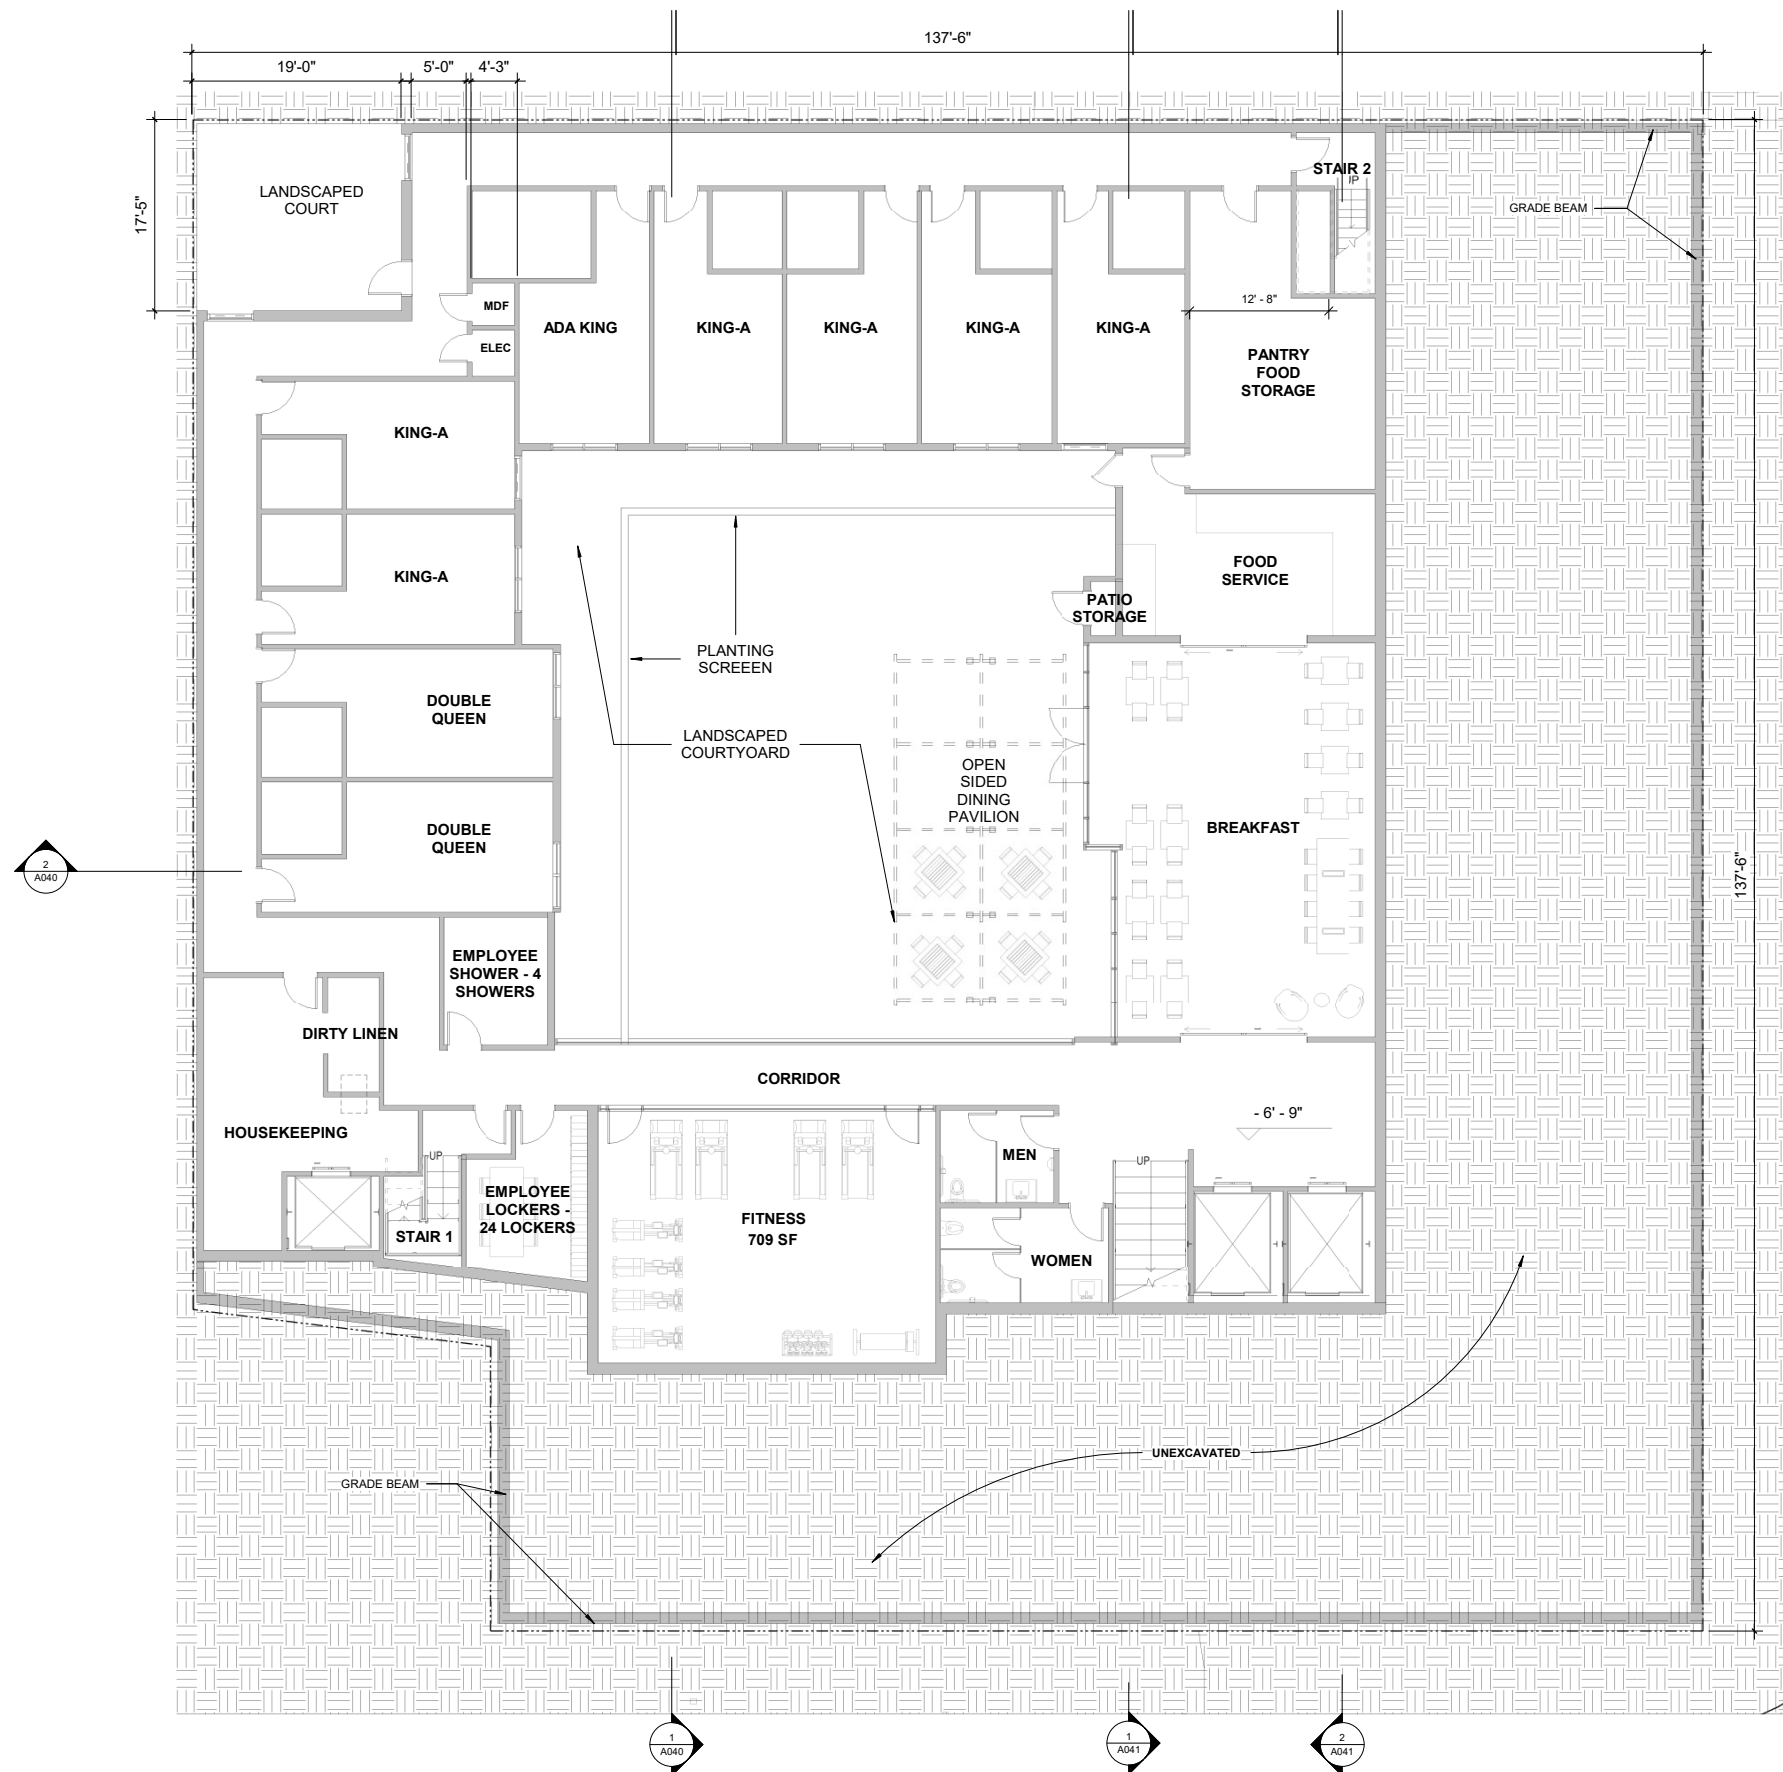 137'-6"
19'-0"
5'-0"
4'-3"
17'-5"
LANDSCAPED
COURT
STAIR 2
GRADE BEAM
MDF
ELEC
ADA KING
KING-A
KING-A
KING-A
KING-A
12' - 8"
PANTRY
FOOD
STORAGE
KING-A
KING-A
FOOD
SERVICE
PATIO
STORAGE
PLANTING
SCREEEN
DOUBLE
QUEEN
LANDSCAPED
COURTYOARD
OPEN
SIDED
DINING
PAVILION
DOUBLE
QUEEN
BREAKFAST
137'-6"
2
A040
EMPLOYEE
SHOWER - 4
SHOWERS
DIRTY LINEN
CORRIDOR
HOUSEKEEPING
- 6' - 9"
UP
MEN
UP
EMPLOYEE
LOCKERS -
24 LOCKERS
FITNESS
709 SF
STAIR 1
WOMEN
UNEXCAVATED
GRADE BEAM
1
A040
1
A041
2
A041